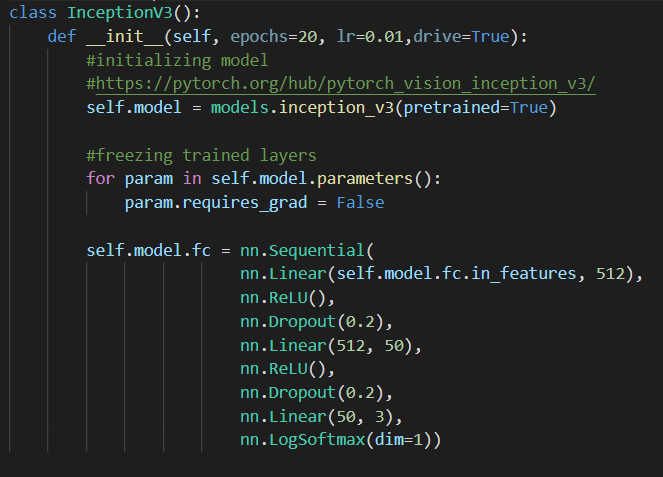 class InceptionV3():
    def __init__(self, epochs=20, lr=0.01,drive=True):
        #initializing model
        #https://pytorch.org/hub/pytorch_vision_inception_v3/
        self.model = models.inception_v3(pretrained=True)

        #freezing trained layers
        for param in self.model.parameters():
            param.requires_grad = False

        self.model.fc = nn.Sequential(
                        nn.Linear(self.model.fc.in_features, 512),
                        nn.ReLU(),
                        nn.Dropout(0.2),
                        nn.Linear(512, 50),
                        nn.ReLU(),
                        nn.Dropout(0.2),
                        nn.Linear(50, 3),
                        nn.LogSoftmax(dim=1))